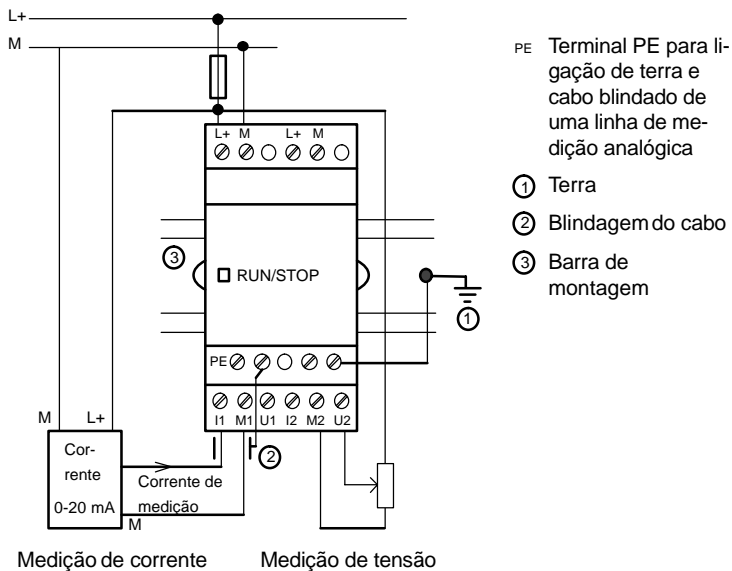 L+
M
L+ M L+ M
3
RUN/STOP
1
PE
I1 M1 U1 I2 M2 U2
M L+
2
Cor-
rente
0-20 mA
Corrente de
medição
M
Medição de corrente
Medição de tensão
PE Terminal PE para li-
gação de terra e
cabo blindado de
uma linha de me-
dição analógica
1 Terra
2 Blindagem do cabo
3 Barra de
montagem